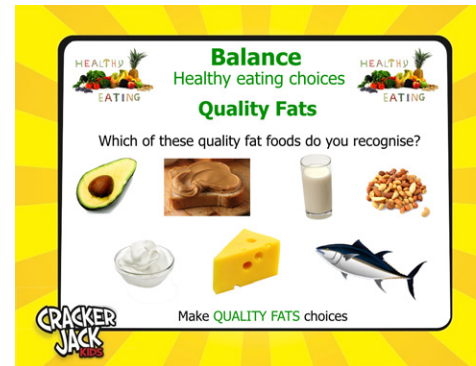 HEALTHY
EATING
Balance
Healthy eating choices
HEALTHY
EATING
Quality Fats
Which of these quality fat foods do you recognise?
Make QUALITY FATS choices
CRACKER
JACK
KIDS